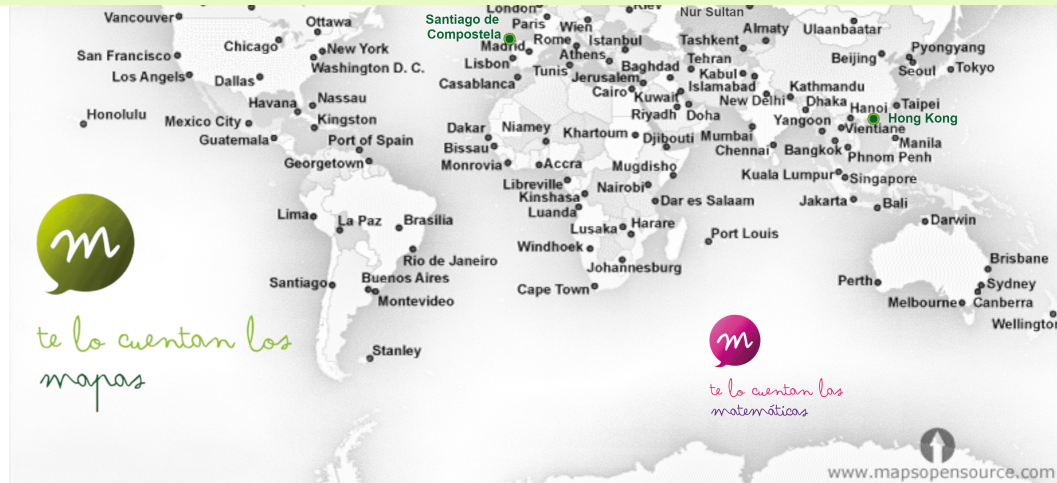 London
Kiev
Nur Sultan
Vancouver
Ottawa
Santiago de
Compostela
Paris
Wien
Almaty
Ulaanbaatar
Chicago
New York
Madrid
Rome
Istanbul
Tashkent
Pyongyang
San Francisco
Washington D. C.
Lisbon
Athens
Baghdad
Tehran
Beijing
Seoul
Tokyo
Los Angels
Dallas
Casablanca
Tunis
Jerusalem
Kabul
Islamabad
Kathmandu
Havana
Nassau
Cairo
Kuwait
New Delhi
Dhaka
Hanoi
Taipei
Honolulu
Mexico City
Kingston
Riyadh
Doha
Yangoon
Hong Kong
Guatemala
Port of Spain
Dakar
Niamey
Khartoum
Djibouti
Mumbai
Vientiane
Manila
Bissau
Chennai
Bangkok
Phnom Penh
Georgetown
Monrovia
Accra
Mugdisho
Kuala Lumpur
Singapore
Libreville
Nairobi
Kinshasa
Dar es Salaam
Jakarta
Bali
Lima
La Paz
Brasilia
Luanda
Lusaka
Harare
Darwin
Port Louis
Windhoek
Rio de Janeiro
Johannesburg
Brisbane
Santiago
Buenos Aires
Cape Town
Perth
Sydney
Montevideo
Melbourne
Canberra
Wellington
Stanley
m
te lo cuentan los
mapas
m
te lo cuentan las
matemáticas
www.mapsopensource.com